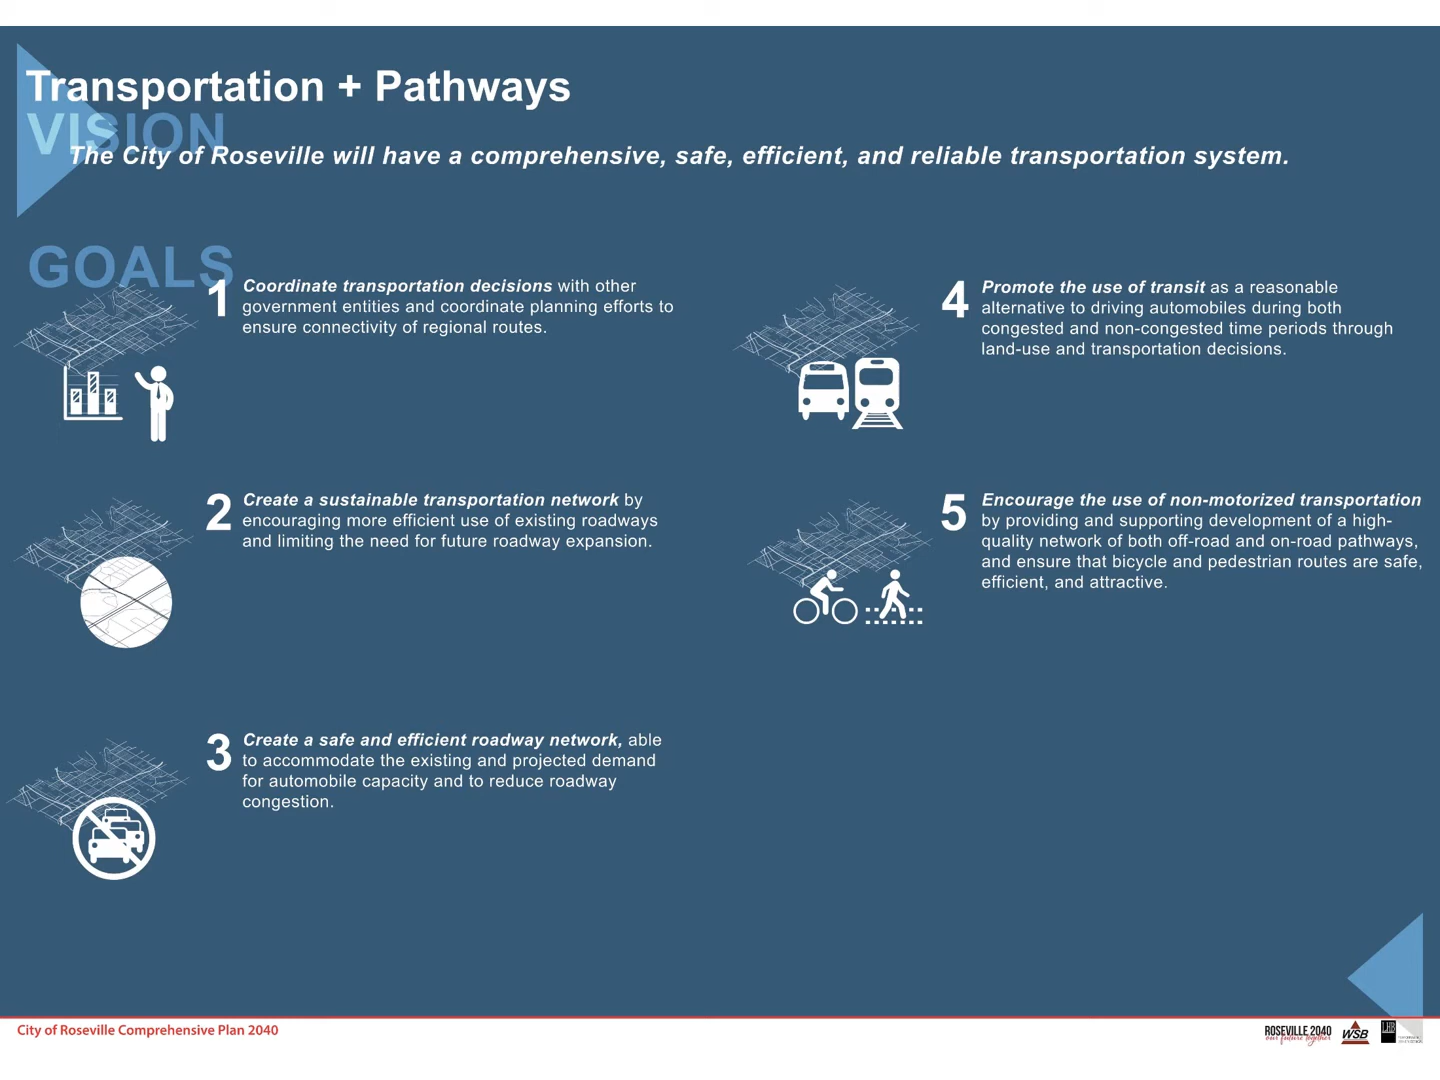 Transportation + Pathways
VISION
The City of Roseville will have a comprehensive, safe, efficient, and reliable transportation system.
GOALS
1
Coordinate transportation decisions with other
government entities and coordinate planning efforts to
ensure connectivity of regional routes.
2
Create a sustainable transportation network by
encouraging more efficient use of existing roadways
and limiting the need for future roadway expansion.
3
Create a safe and efficient roadway network, able
to accommodate the existing and projected demand
for automobile capacity and to reduce roadway
congestion.
4
Promote the use of transit as a reasonable
alternative to driving automobiles during both
congested and non-congested time periods through
land-use and transportation decisions.
5
Encourage the use of non-motorized transportation
by providing and supporting development of a high-
quality network of both off-road and on-road pathways,
and ensure that bicycle and pedestrian routes are safe,
efficient, and attractive.
City of Roseville Comprehensive Plan 2040
ROSEVILLE 2040
our future together
WSB
LHB